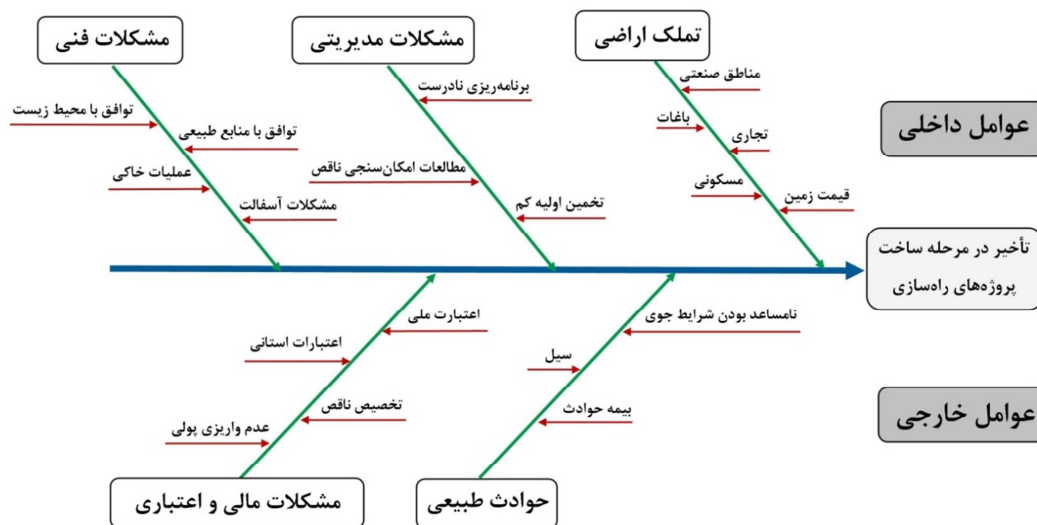 تملک اراضی
مشکلات مدیریتی
مشکلات فنی
مناطق صنعتی
باغات
تجاری
مسکونی
قیمت زمین
برنامه‌ریزی نادرست
مطالعات امکان‌سنجی ناقص
تخمین اولیه کم
توافق با محیط زیست
توافق با منابع طبیعی
عملیات خاکی
مشکلات آسفالت
عوامل داخلی
تأخیر در مرحله ساخت
پروژه‌های راه‌سازی
نامساعد بودن شرایط جوی
سیل
بیمه حوادث
اعتبارت ملی
اعتبارات استانی
تخصیص ناقص
عدم واریزی پولی
عوامل خارجی
حوادث طبیعی
مشکلات مالی و اعتباری